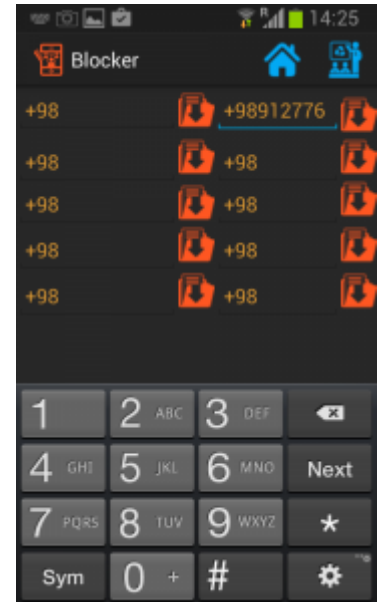 14:25
Blocker
+98 +98912776
+98 +98
+98 +98
+98 +98
+98 +98
1 2 ABC 3 DEF
4 GHI 5 JKL 6 MNO Next
7 PQRS 8 TUV 9 WXYZ *
Sym 0 + #